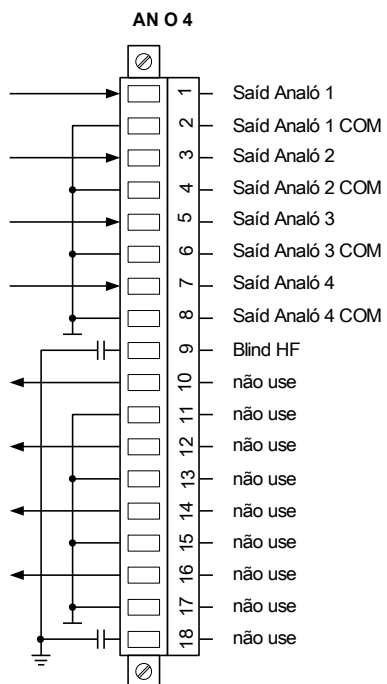 AN O 4
1 Saíd Analó 1
2 Saíd Analó 1 COM
3 Saíd Analó 2
4 Saíd Analó 2 COM
5 Saíd Analó 3
6 Saíd Analó 3 COM
7 Saíd Analó 4
8 Saíd Analó 4 COM
9 Blind HF
10 não use
11 não use
12 não use
13 não use
14 não use
15 não use
16 não use
17 não use
18 não use